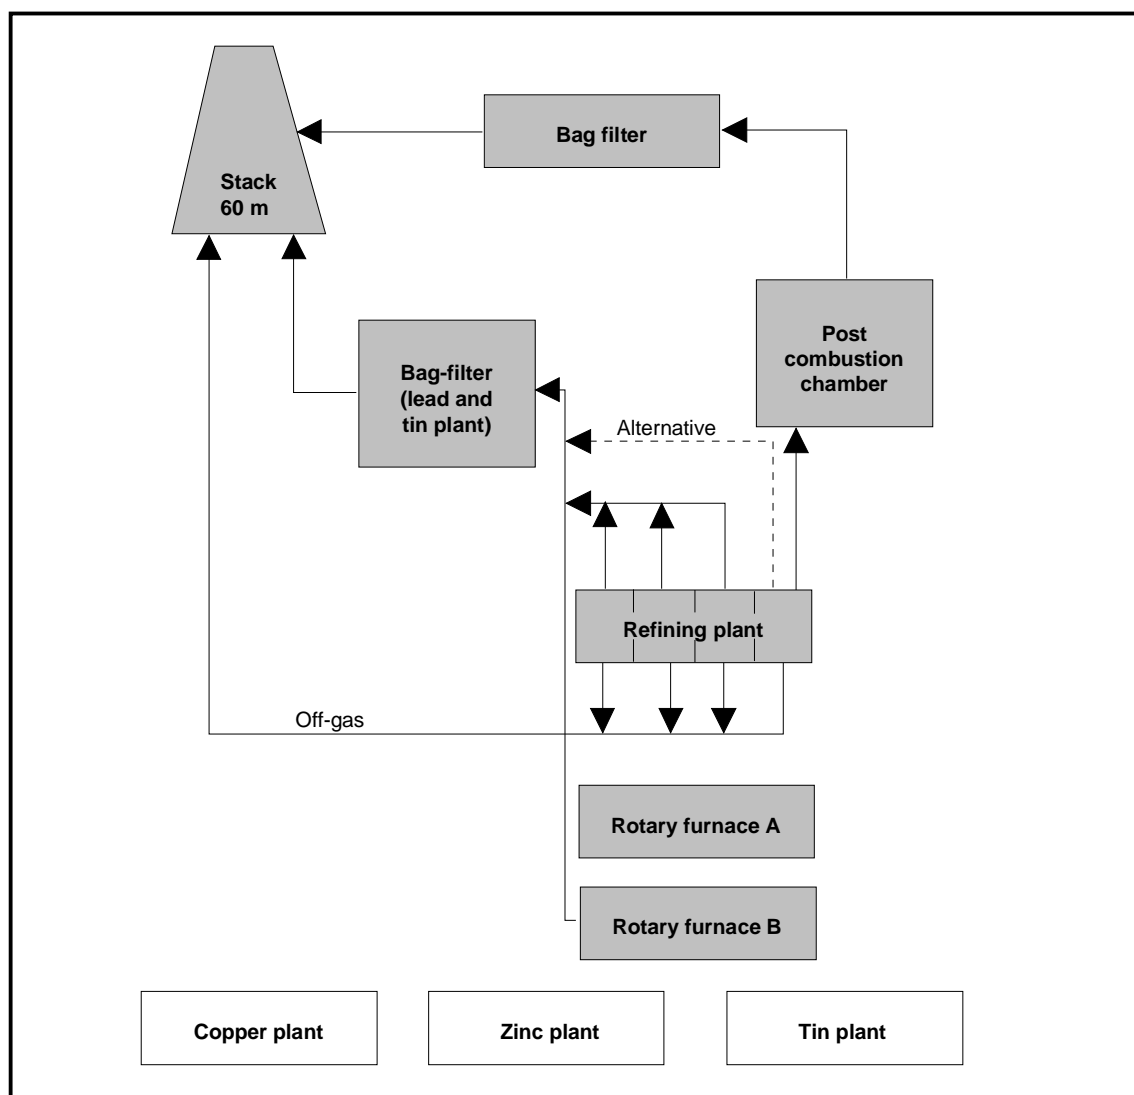 Bag filter
Stack
60 m
Post
combustion
chamber
Bag-filter
(lead and
tin plant)
Alternative
Refining plant
Off-gas
Rotary furnace A
Rotary furnace B
Copper plant
Zinc plant
Tin plant